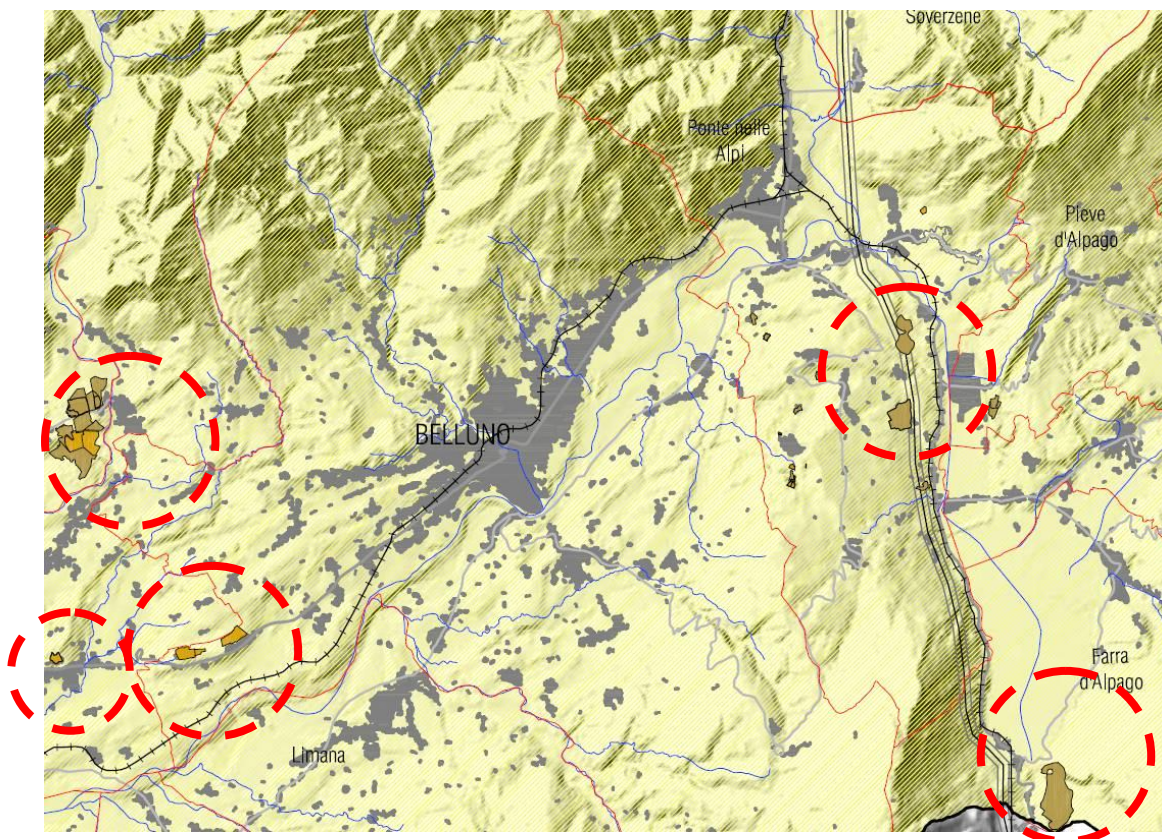 Soverzene
Ponte nelle
Alpi
Pieve
d'Alpago
BELLUNO
Farra
d'Alpago
Limana